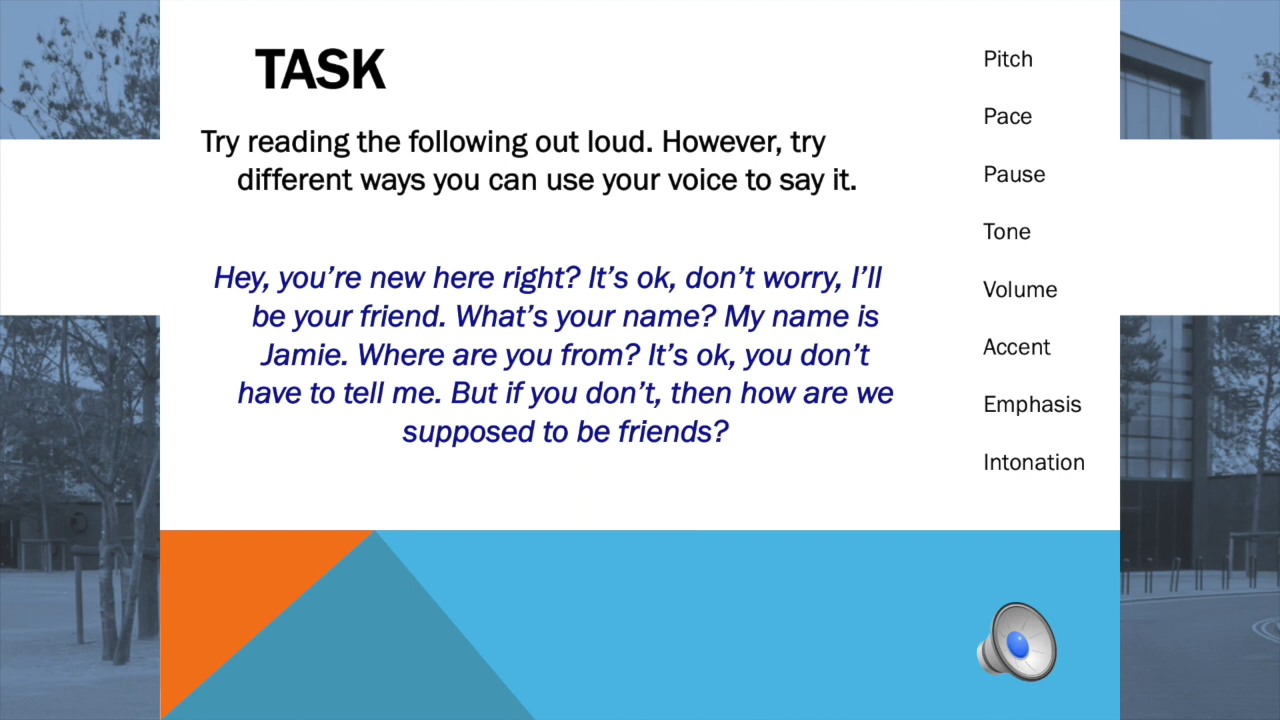 TASK
Try reading the following out loud. However, try
different ways you can use your voice to say it.
Hey, you’re new here right? It’s ok, don’t worry, I’ll
be your friend. What’s your name? My name is
Jamie. Where are you from? It’s ok, you don’t
have to tell me. But if you don’t, then how are we
supposed to be friends?
Pitch
Pace
Pause
Tone
Volume
Accent
Emphasis
Intonation